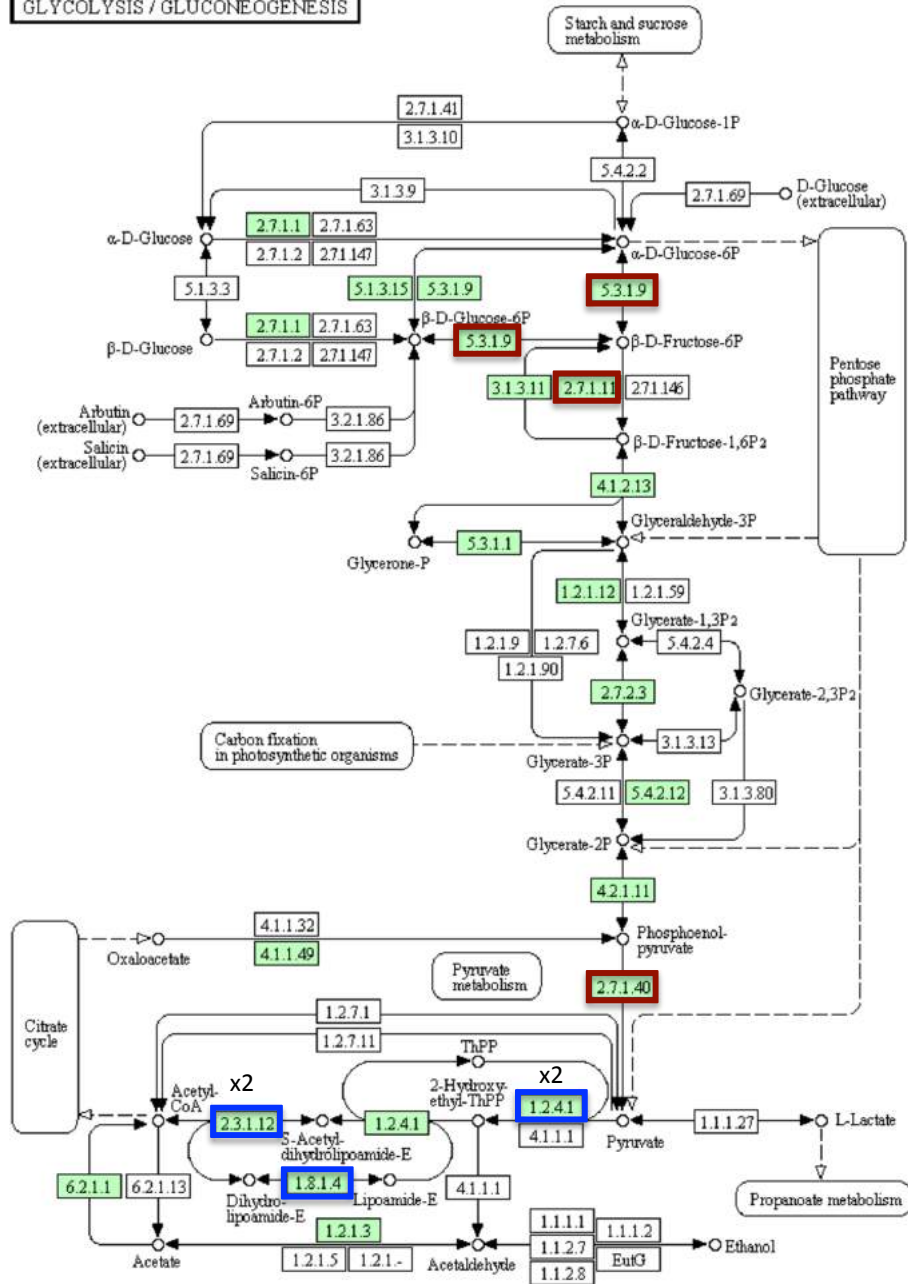 GLYCOLYSIS / GLUCONEOGENESIS
Starch and sucrose
metabolism
2.7.1.41
3.1.3.10
α-D-Glucose-1P
5.4.2.2
3.1.3.9
2.7.1.69
D-Glucose
(extracellular)
α-D-Glucose
2.7.1.1
2.7.1.63
2.7.1.2
2.7.1.147
α-D-Glucose-6P
5.1.3.3
5.1.3.15
5.3.1.9
5.3.1.9
β-D-Glucose
2.7.1.1
2.7.1.63
2.7.1.2
2.7.1.147
β-D-Glucose-6P
5.3.1.9
β-D-Fructose-6P
Pentose
phosphate
pathway
3.1.3.11
2.7.1.11
2.7.1.146
Arbutin
(extracellular)
2.7.1.69
Arbutin-6P
3.2.1.86
β-D-Fructose-1,6P2
Salicin
(extracellular)
2.7.1.69
Salicin-6P
3.2.1.86
4.1.2.13
Glycerone-P
5.3.1.1
Glyceraldehyde-3P
1.2.1.12
1.2.1.59
1.2.1.9
1.2.7.6
1.2.1.90
Glycerate-1,3P2
5.4.2.4
2.7.2.3
Glycerate-2,3P2
Carbon fixation
in photosynthetic organisms
Glycerate-3P
3.1.3.13
5.4.2.11
5.4.2.12
3.1.3.80
Glycerate-2P
4.2.1.11
4.1.1.32
Oxaloacetate
4.1.1.49
Phosphoenol-
pyruvate
Pyruvate
metabolism
2.7.1.40
Citrate
cycle
1.2.7.1
1.2.7.11
ThPP
Acetyl-
CoA
x2
2.3.1.12
S-Acetyl-
dihydrolipoamide-E
1.2.4.1
2-Hydroxy-
ethyl-ThPP
x2
1.2.4.1
4.1.1.1
Pyruvate
1.1.1.27
L-Lactate
6.2.1.1
6.2.1.13
Dihydro-
lipoamide-E
1.8.1.4
Lipoamide-E
4.1.1.1
Propanoate metabolism
Acetate
1.2.1.3
1.2.1.5
1.2.1.-
Acetaldehyde
1.1.1.1
1.1.1.2
1.1.2.7
EutG
1.1.2.8
Ethanol